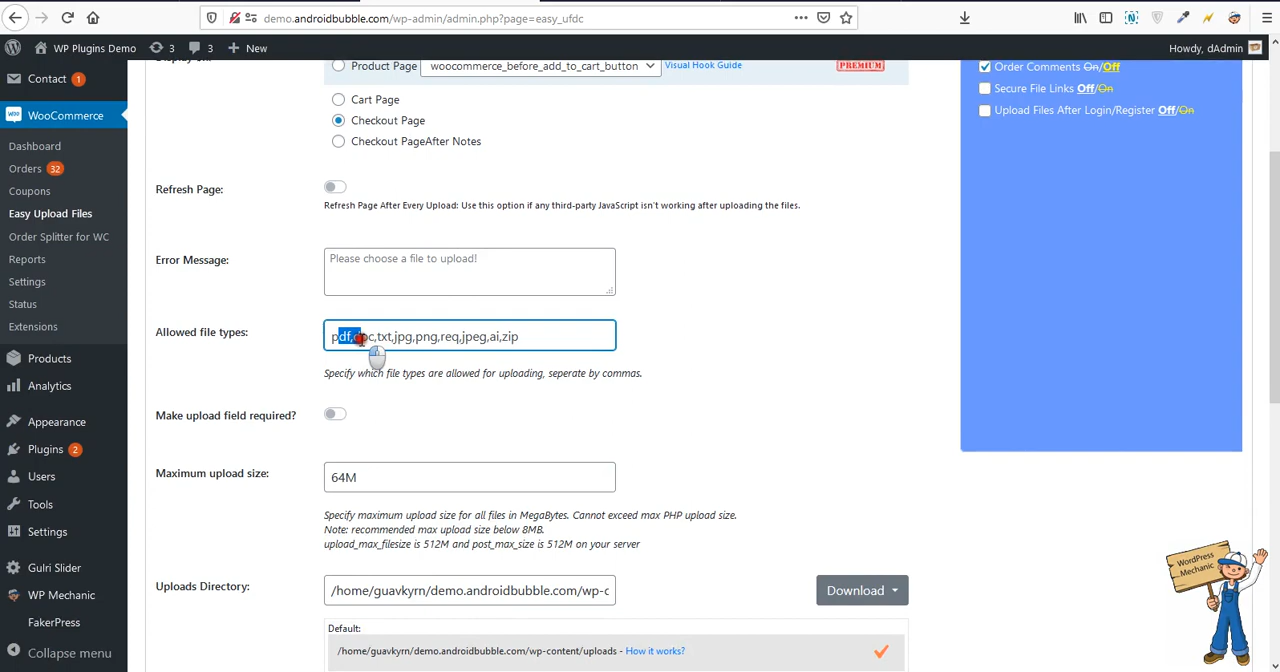 demo.androidbubble.com/wp-admin/admin.php?page=easy_ufdc
WP Plugins Demo 3 3 New Howdy, dAdmin
Contact 1
WooCommerce
Dashboard
Orders 32
Coupons
Easy Upload Files
Order Splitter for WC
Reports
Settings
Status
Extensions
Products
Analytics
Appearance
Plugins 2
Users
Tools
Settings
Gulri Slider
WP Mechanic
FakerPress
Collapse menu
Product Page woocommerce_before_add_to_cart_button Visual Hook Guide PREMIUM
Cart Page
Checkout Page
Checkout PageAfter Notes
Refresh Page:
Refresh Page After Every Upload: Use this option if any third-party JavaScript isn't working after uploading the files.
Error Message:
Please choose a file to upload!
Allowed file types:
pdf,doc,txt,jpg,png,req,jpeg,ai,zip
Specify which file types are allowed for uploading, seperate by commas.
Make upload field required?
Maximum upload size:
64M
Specify maximum upload size for all files in MegaBytes. Cannot exceed max PHP upload size.
Note: recommended max upload size below 8MB.
upload_max_filesize is 512M and post_max_size is 512M on your server
Uploads Directory:
/home/guavkyrn/demo.androidbubble.com/wp-c
Download
Default:
/home/guavkyrn/demo.androidbubble.com/wp-content/uploads - How it works?
Order Comments On/Off
Secure File Links Off/On
Upload Files After Login/Register Off/On
WordPress
Mechanic